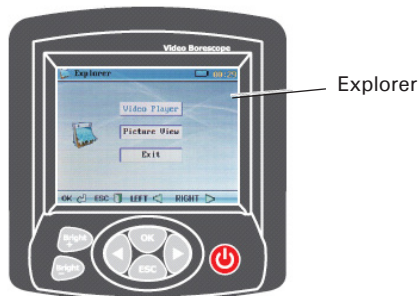 Video Borescope
Explorer
Explorer
Video Player
Picture View
Exit
OK ESC LEFT RIGHT
Bright
+
OK
Bright
-
ESC